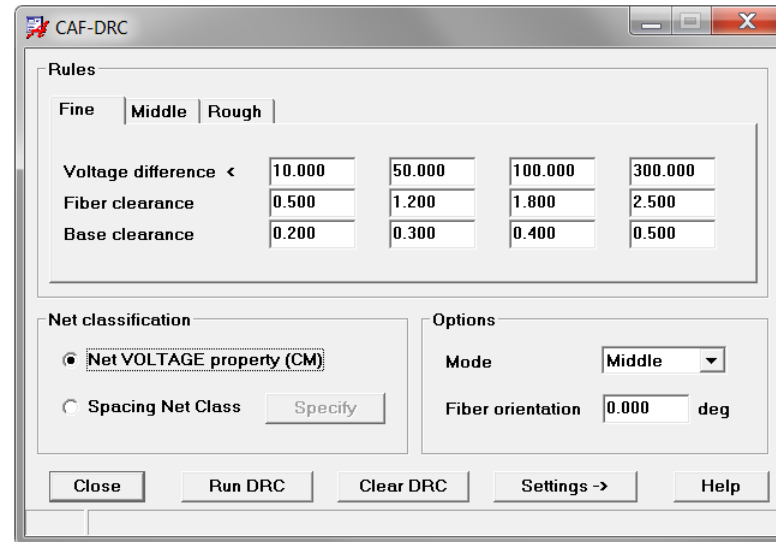 CAF-DRC
Rules
Fine Middle Rough
Voltage difference < 10.000 50.000 100.000 300.000
Fiber clearance 0.500 1.200 1.800 2.500
Base clearance 0.200 0.300 0.400 0.500
Net classification
Net VOLTAGE property (CM)
Spacing Net Class Specify
Options
Mode Middle
Fiber orientation 0.000 deg
Close Run DRC Clear DRC Settings -> Help